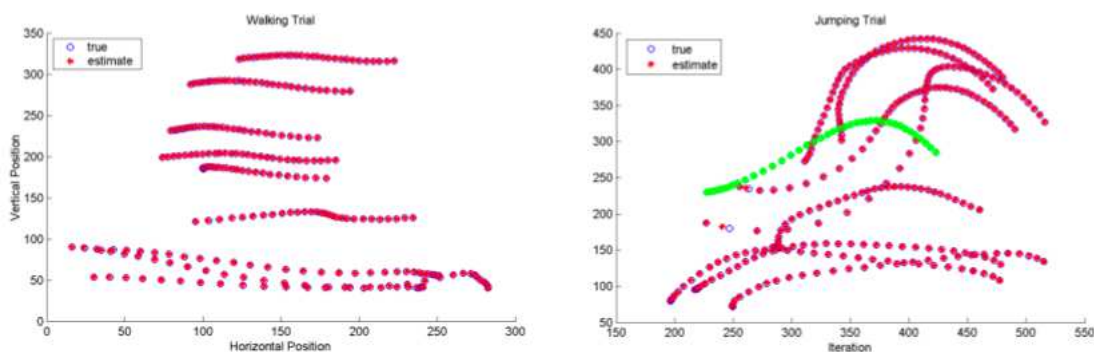 Walking Trial
true
estimate
350
300
250
200
150
100
50
0
Vertical Position
0 50 100 150 200 250 300
Horizontal Position
Jumping Trial
true
estimate
450
400
350
300
250
200
150
100
50
150 200 250 300 350 400 450 500 550
Iteration